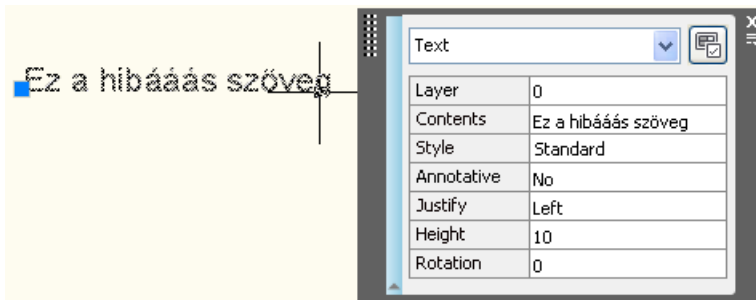 Ez a hibááás szöveg
Text
Layer 0
Contents Ez a hibááás szöveg
Style Standard
Annotative No
Justify Left
Height 10
Rotation 0